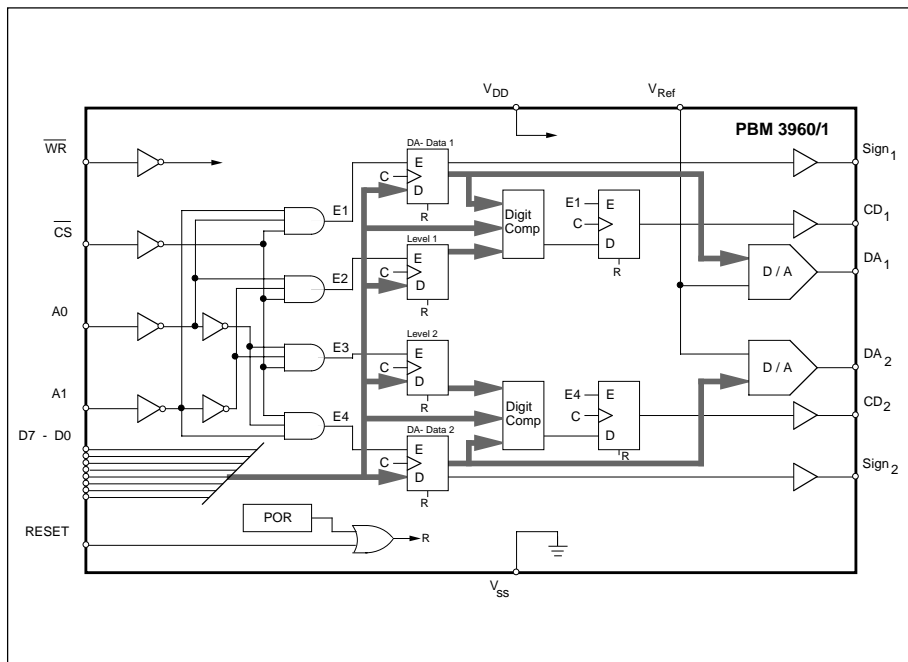 V_DD
V_Ref
PBM 3960/1
WR
CS
A0
A1
D7 - D0
RESET
E1
E2
E3
E4
DA- Data 1
E
C
D
R
Level 1
E
C
D
R
Level 2
E
C
D
R
DA- Data 2
E
C
D
R
Digit
Comp
Digit
Comp
E1
E
C
D
R
E4
E
C
D
R
D / A
D / A
Sign_1
CD_1
DA_1
DA_2
CD_2
Sign_2
POR
R
V_ss